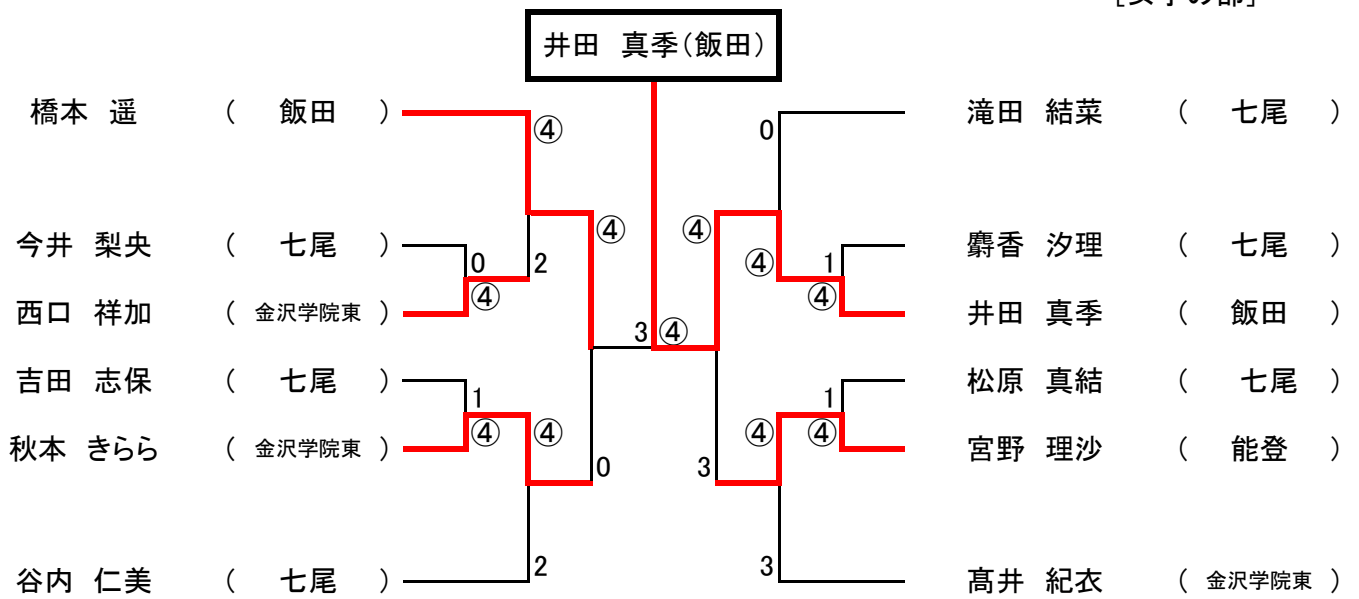 [女子の部]
井田 真季(飯田)
橋本 遥 ( 飯田 ) ④ 0 滝田 結菜 ( 七尾 )
④ ④
今井 梨央 ( 七尾 ) 0 2 ④ 1 麝香 汐理 ( 七尾 )
西口 祥加 ( 金沢学院東 ) ④ ④ 井田 真季 ( 飯田 )
3 ④
吉田 志保 ( 七尾 ) 1 1 松原 真結 ( 七尾 )
秋本 きらら ( 金沢学院東 ) ④ ④ ④ ④ 宮野 理沙 ( 能登 )
0 3
谷内 仁美 ( 七尾 ) 2 3 髙井 紀衣 ( 金沢学院東 )